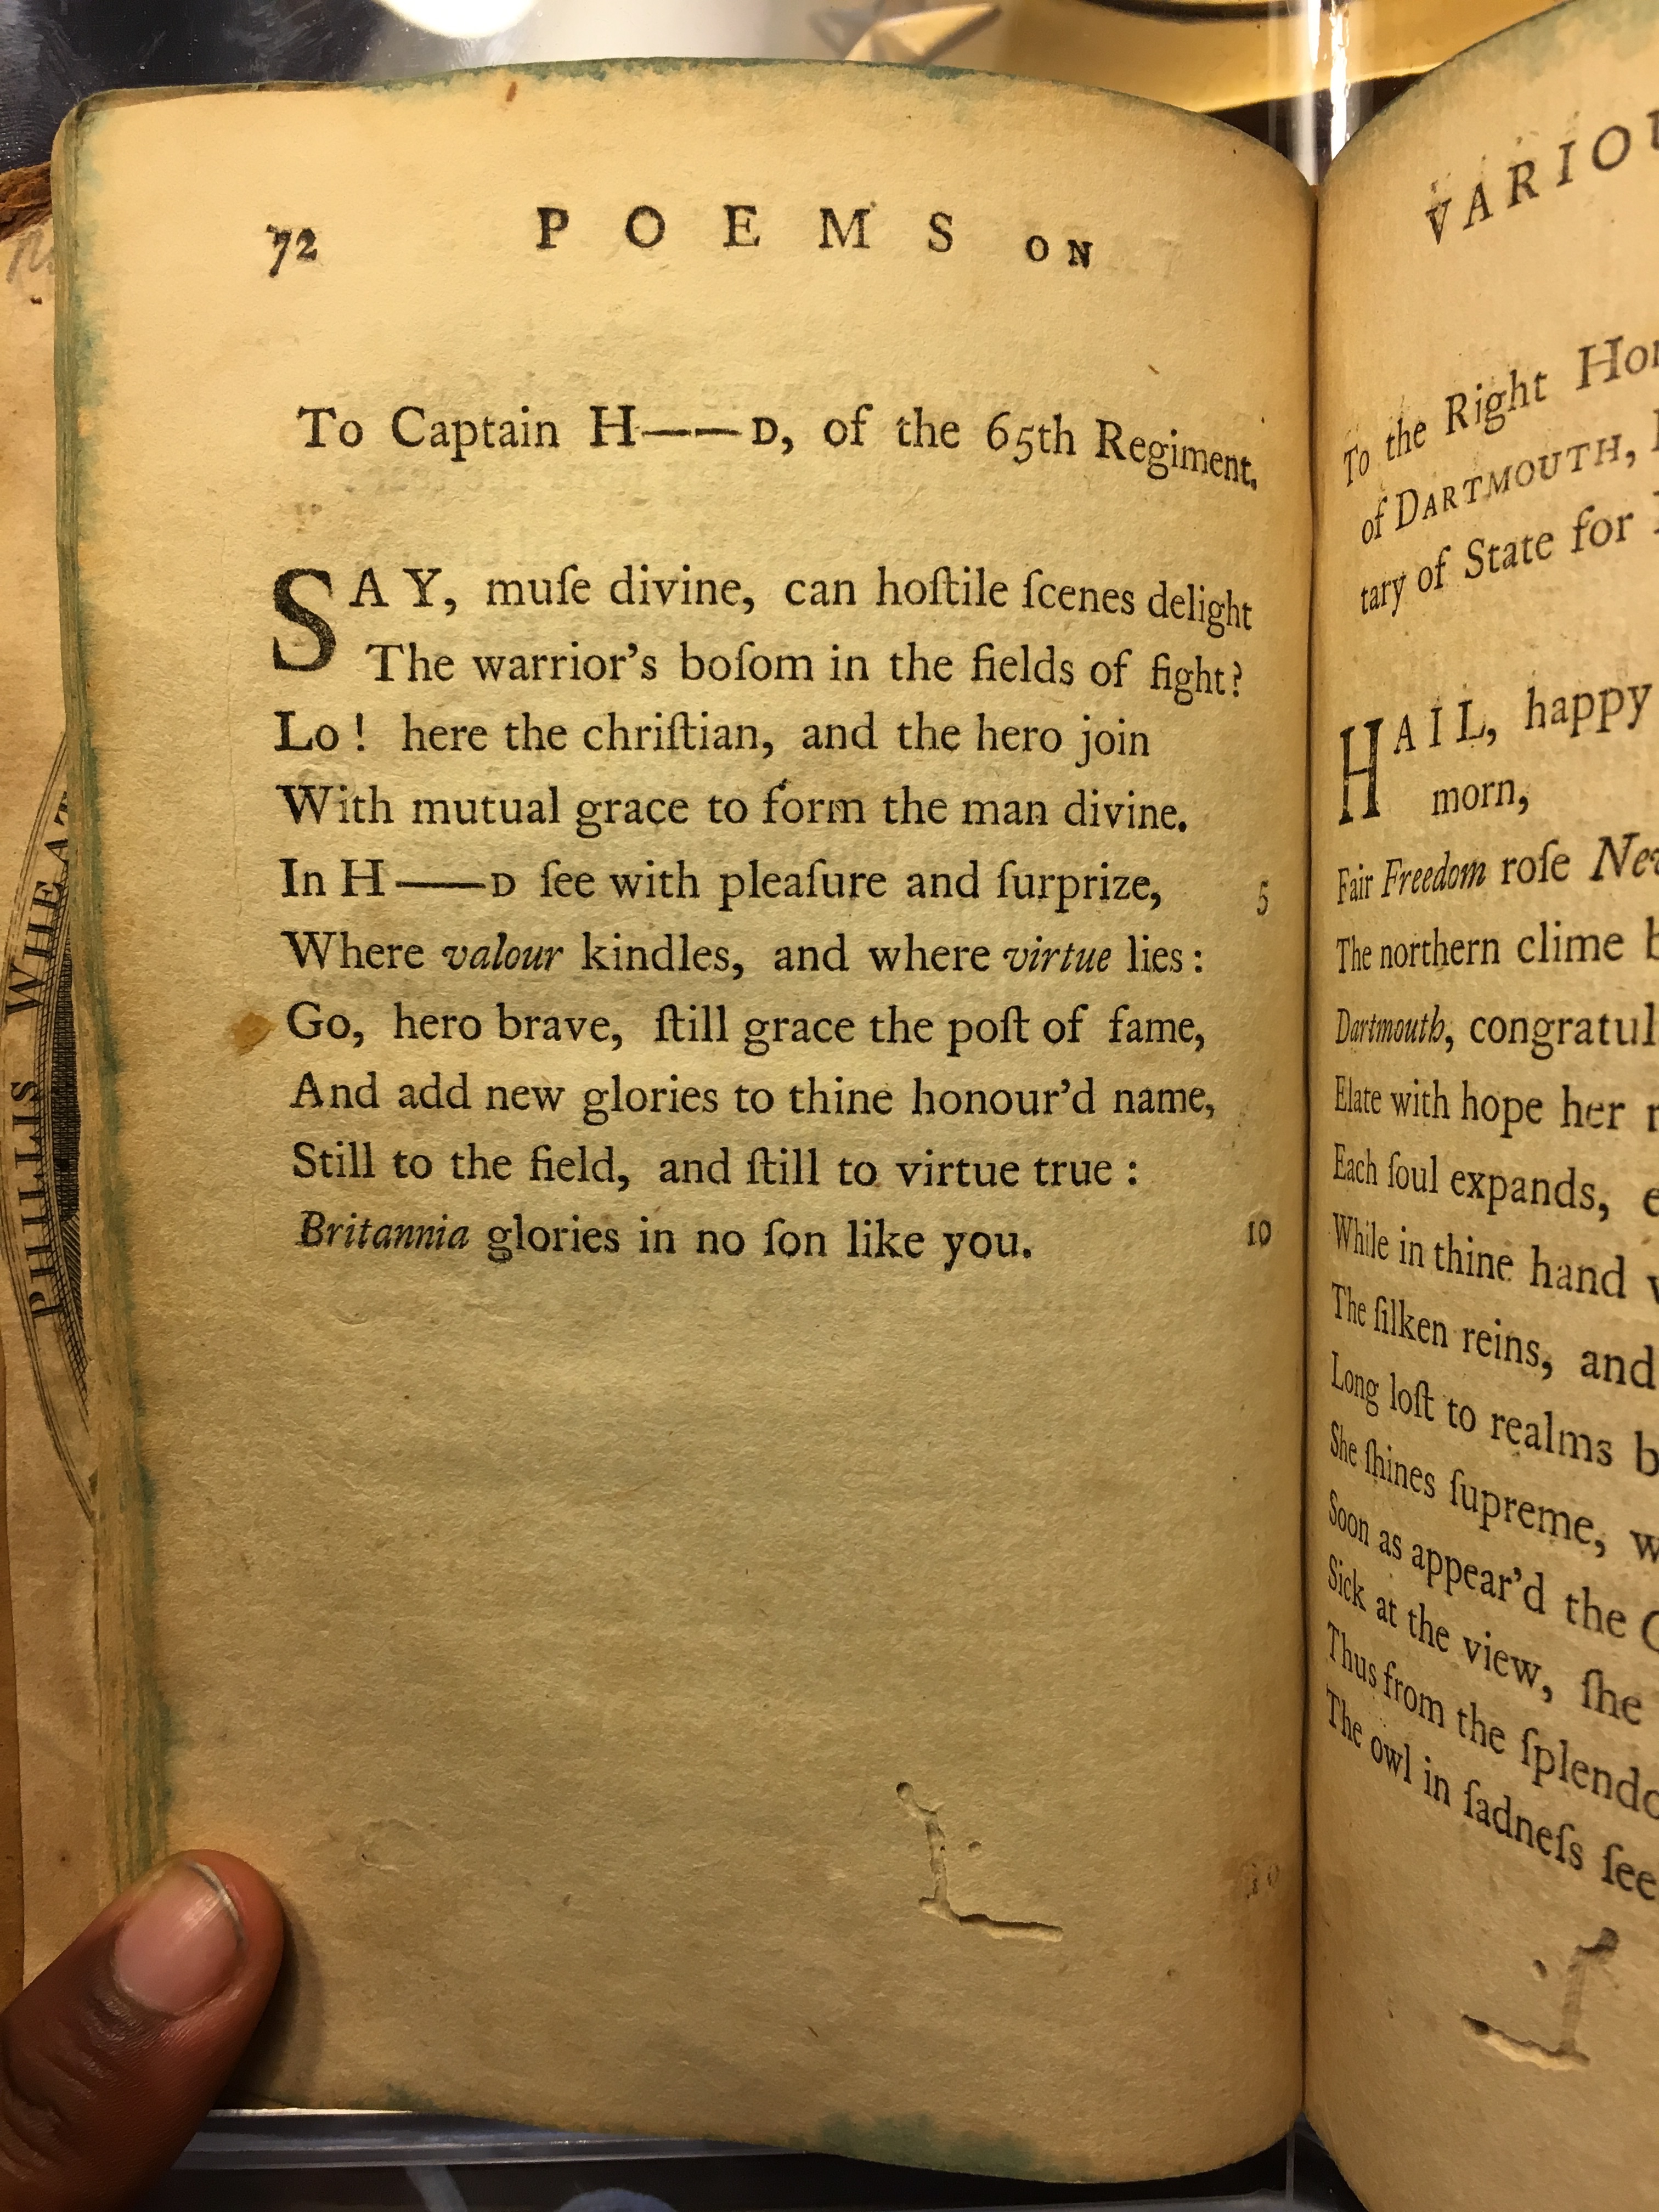 72 POEMS ON
To Captain H——D, of the 65th Regiment.
SAY, muſe divine, can hoſtile ſcenes delight
The warrior's boſom in the fields of fight?
Lo! here the chriſtian, and the hero join
With mutual grace to form the man divine.
In H——D ſee with pleaſure and ſurprize, 5
Where valour kindles, and where virtue lies:
Go, hero brave, ſtill grace the poſt of fame,
And add new glories to thine honour'd name,
Still to the field, and ſtill to virtue true:
Britannia glories in no ſon like you. 10
PHILLIS
To the Right
of DARTMOUTH,
tary of State for
HAIL, happy
morn,
Fair Freedom roſe
The northern clime
Dartmouth,
Elate with hope her
Each ſoul expands,
While in thine hand
The ſilken reins, and
Long loſt to realms
She ſhines ſupreme,
Soon as appear'd the
Sick at the view, ſhe
Thus from the
The owl in ſadneſs